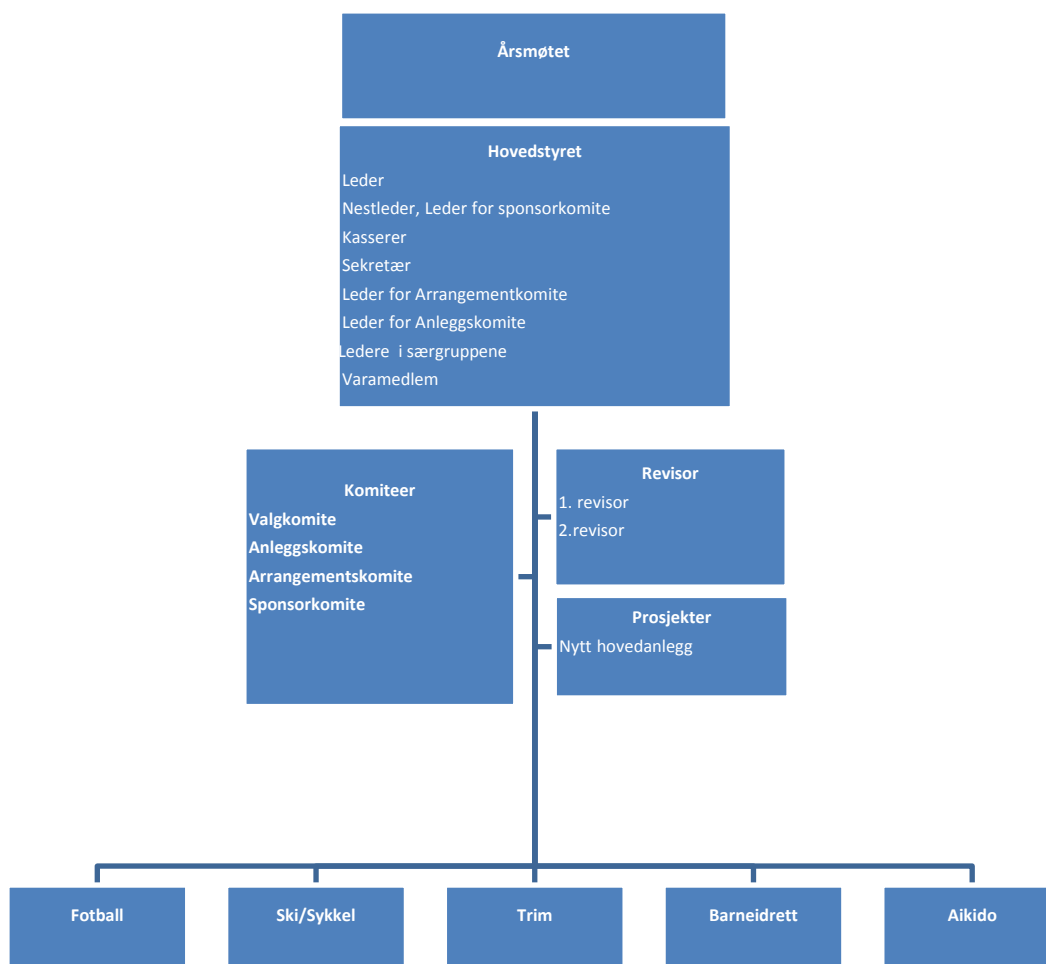 Årsmøtet
Hovedstyret
Leder
Nestleder, Leder for sponsorkomite
Kasserer
Sekretær
Leder for Arrangementkomite
Leder for Anleggskomite
Ledere  i særgruppene
Varamedlem
Komiteer
Valgkomite
Anleggskomite
Arrangementskomite
Sponsorkomite
Revisor
1. revisor
2.revisor
Prosjekter
Nytt hovedanlegg
Fotball
Ski/Sykkel
Trim
Barneidrett
Aikido